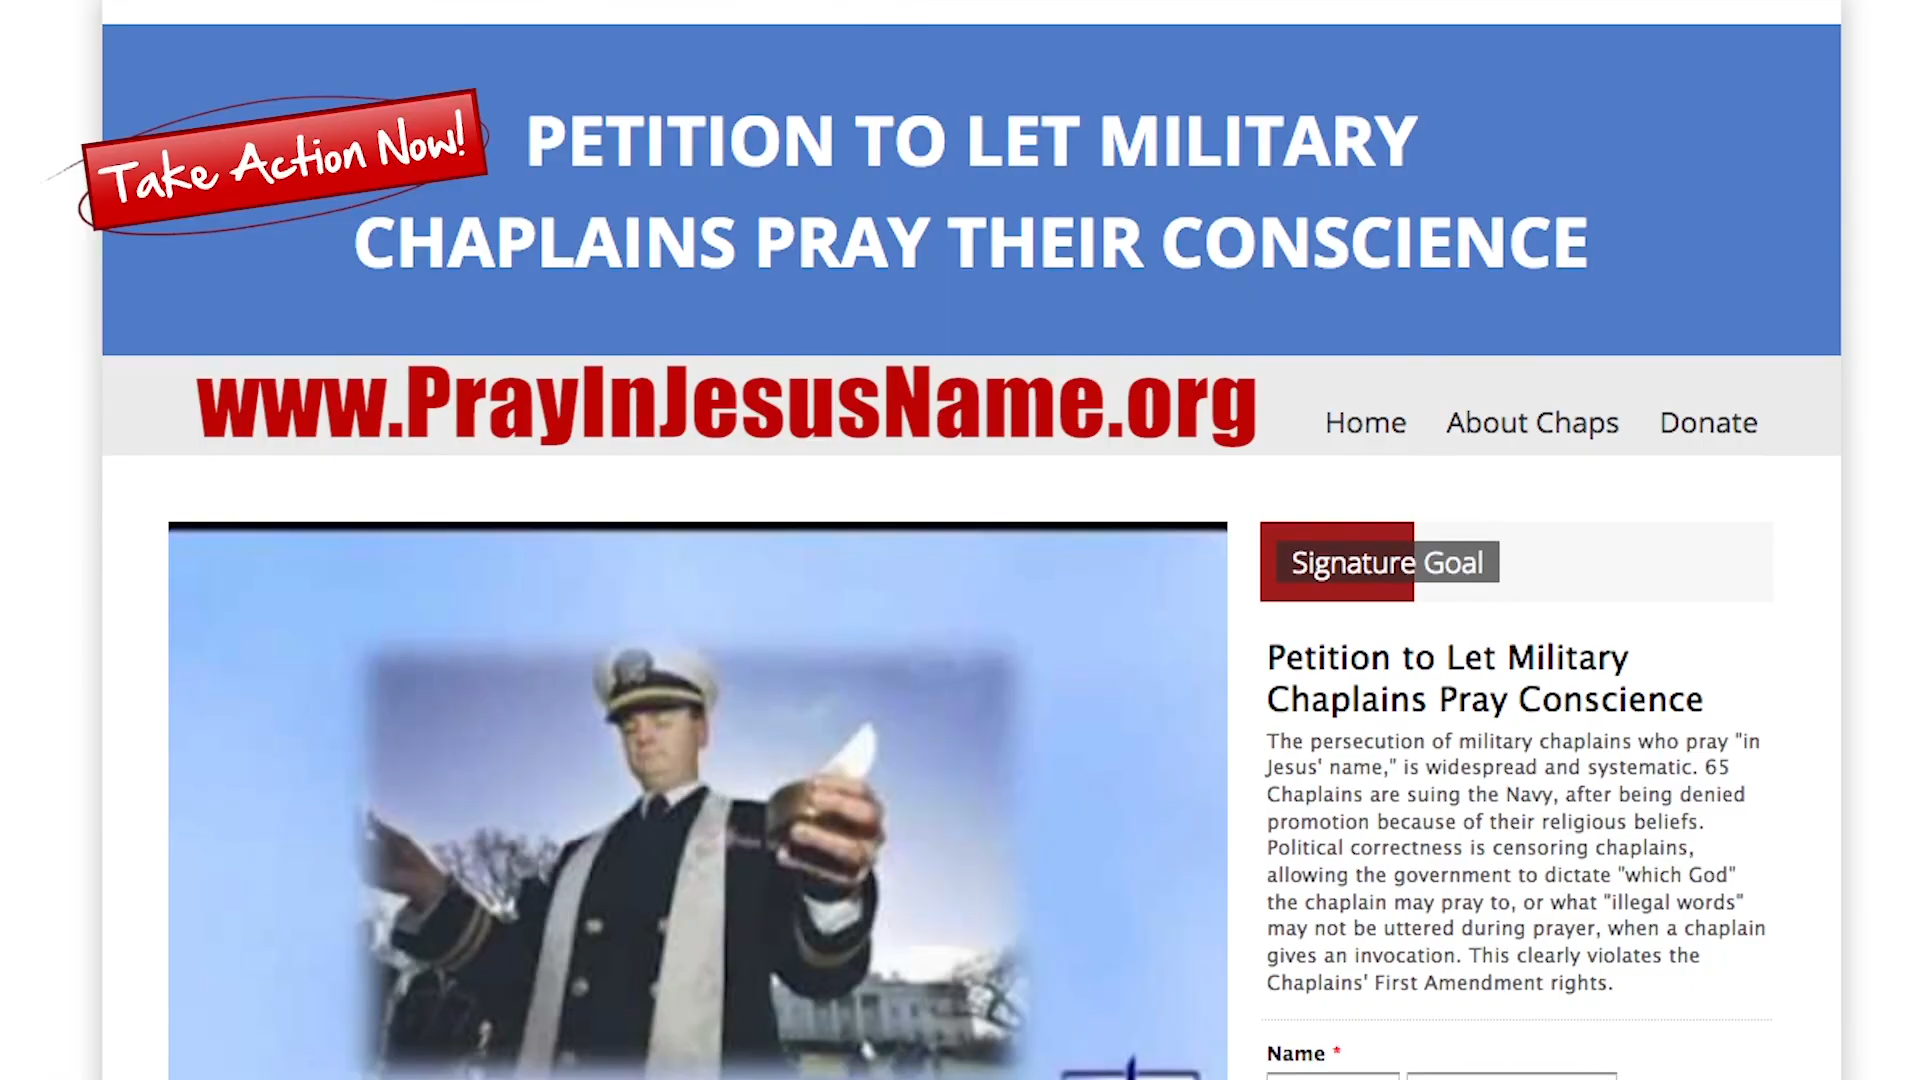 Take Action Now!
PETITION TO LET MILITARY
CHAPLAINS PRAY THEIR CONSCIENCE
www.PrayInJesusName.org
Home About Chaps Donate
Signature Goal
Petition to Let Military
Chaplains Pray Conscience
The persecution of military chaplains who pray "in
Jesus' name," is widespread and systematic. 65
Chaplains are suing the Navy, after being denied
promotion because of their religious beliefs.
Political correctness is censoring chaplains,
allowing the government to dictate "which God"
the chaplain may pray to, or what "illegal words"
may not be uttered during prayer, when a chaplain
gives an invocation. This clearly violates the
Chaplains' First Amendment rights.
Name *